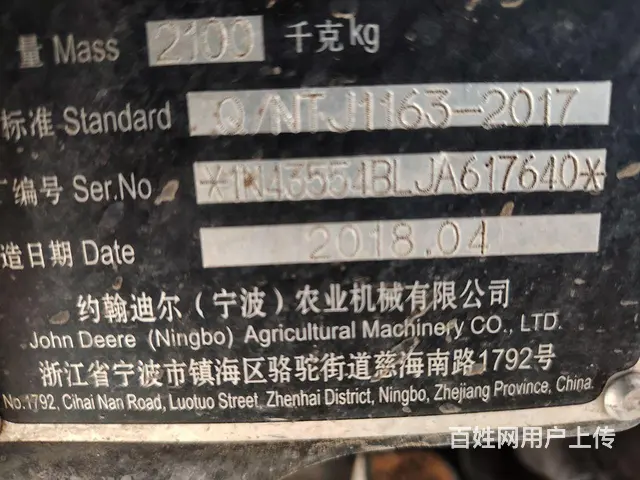 量 Mass 2100 千克 kg
标准 Standard Q/NTJ1163-2017
编号 Ser.No *1N43554BLJA617640*
造日期 Date 2018.04
约翰迪尔（宁波）农业机械有限公司
John Deere (Ningbo) Agricultural Machinery CO., LTD.
浙江省宁波市镇海区骆驼街道慈海南路1792号
No.1792, Cihai Nan Road, Luotuo Street, Zhenhai District, Ningbo, Zhejiang Province, China.
百姓网用户上传